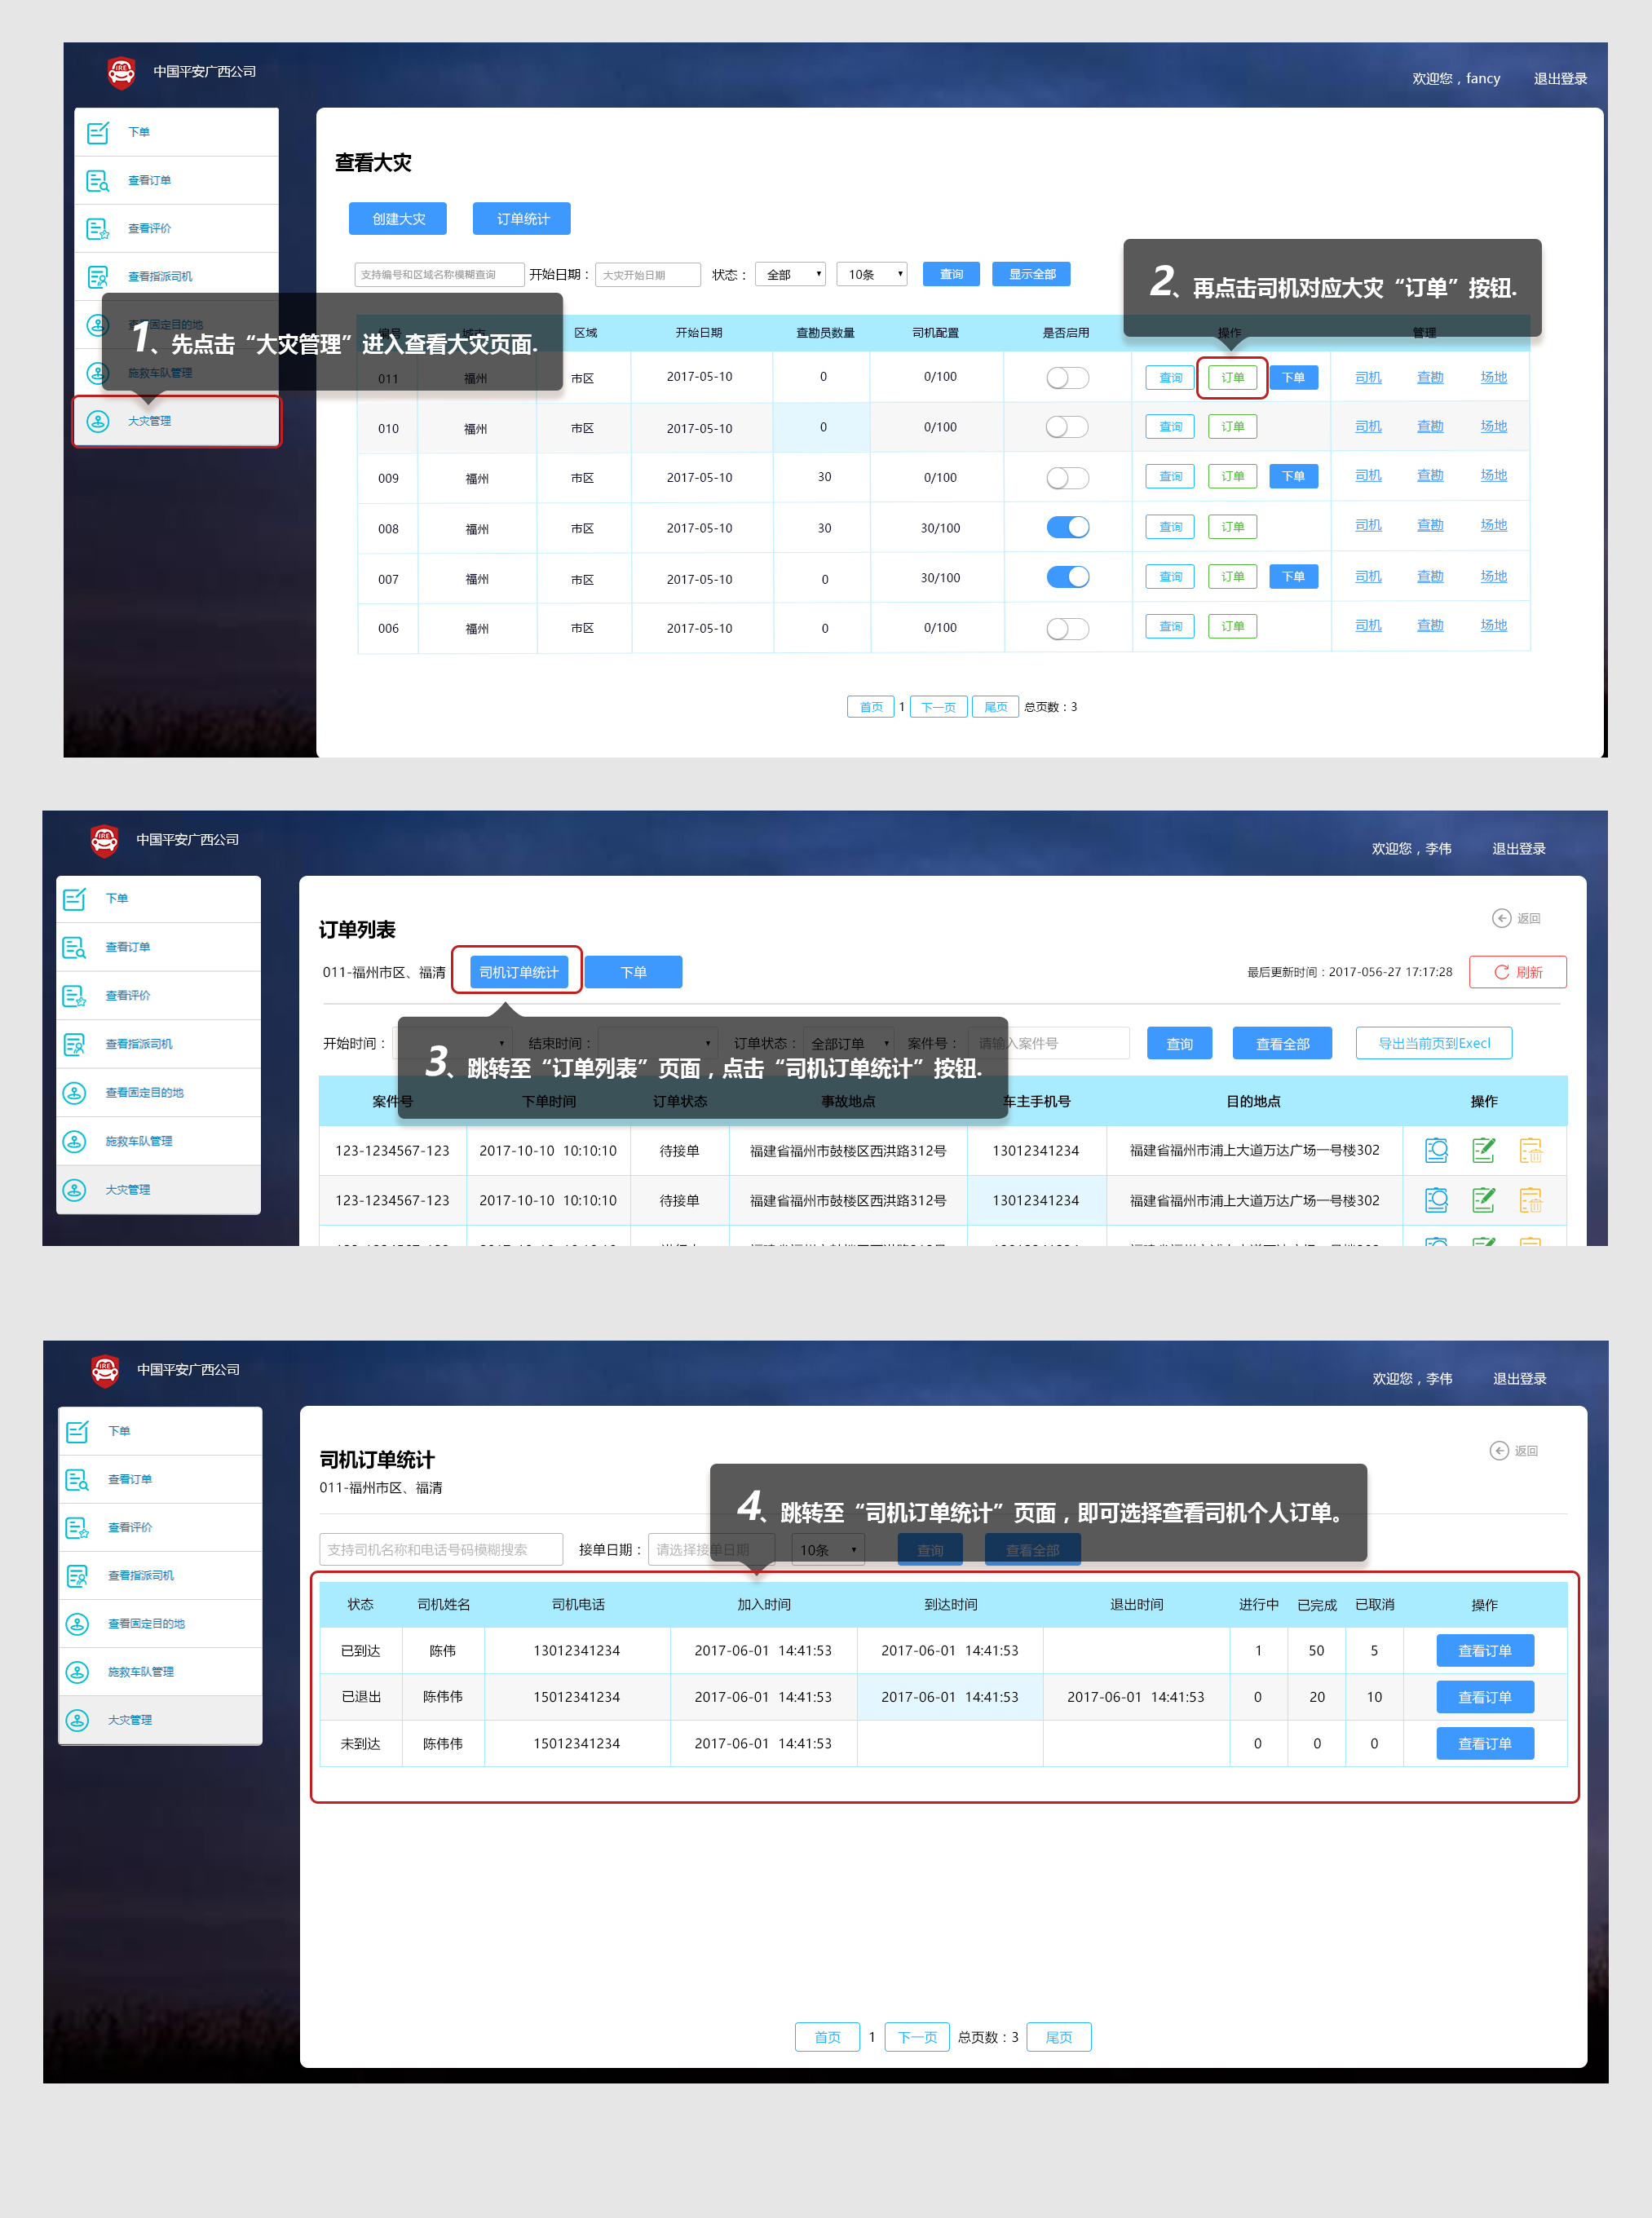 中国平安广西公司
欢迎您，fancy 退出登录
下单
查看订单
查看评价
查看指派司机
查看固定目的地
施救车队管理
大灾管理
查看大灾
创建大灾 订单统计
支持编号和区域名称模糊查询 开始日期： 大灾开始日期 状态： 全部 10条 查询 显示全部
1、先点击“大灾管理”进入查看大灾页面.
2、再点击司机对应大灾“订单”按钮.
编号 城市 区域 开始日期 查勘员数量 司机配置 是否启用 操作 管理
011 福州 市区 2017-05-10 0 0/100 查询 订单 下单 司机 查勘 场地
010 福州 市区 2017-05-10 0 0/100 查询 订单 司机 查勘 场地
009 福州 市区 2017-05-10 30 0/100 查询 订单 下单 司机 查勘 场地
008 福州 市区 2017-05-10 30 30/100 查询 订单 司机 查勘 场地
007 福州 市区 2017-05-10 0 30/100 查询 订单 下单 司机 查勘 场地
006 福州 市区 2017-05-10 0 0/100 查询 订单 司机 查勘 场地
首页 1 下一页 尾页 总页数：3
中国平安广西公司
欢迎您，李伟 退出登录
下单
查看订单
查看评价
查看指派司机
查看固定目的地
施救车队管理
大灾管理
订单列表
返回
011-福州市区、福清 司机订单统计 下单 最后更新时间：2017-056-27 17:17:28 刷新
开始时间： 结束时间： 订单状态： 全部订单 案件号： 请输入案件号 查询 查看全部 导出当前页到Execl
3、跳转至“订单列表”页面，点击“司机订单统计”按钮.
案件号 下单时间 订单状态 事故地点 车主手机号 目的地点 操作
123-1234567-123 2017-10-10 10:10:10 待接单 福建省福州市鼓楼区西洪路312号 13012341234 福建省福州市浦上大道万达广场一号楼302
123-1234567-123 2017-10-10 10:10:10 待接单 福建省福州市鼓楼区西洪路312号 13012341234 福建省福州市浦上大道万达广场一号楼302
中国平安广西公司
欢迎您，李伟 退出登录
下单
查看订单
查看评价
查看指派司机
查看固定目的地
施救车队管理
大灾管理
司机订单统计
返回
011-福州市区、福清
4、跳转至“司机订单统计”页面，即可选择查看司机个人订单。
支持司机名称和电话号码模糊搜索 接单日期： 请选择接单日期 10条 查询 查看全部
状态 司机姓名 司机电话 加入时间 到达时间 退出时间 进行中 已完成 已取消 操作
已到达 陈伟 13012341234 2017-06-01 14:41:53 2017-06-01 14:41:53 1 50 5 查看订单
已退出 陈伟伟 15012341234 2017-06-01 14:41:53 2017-06-01 14:41:53 2017-06-01 14:41:53 0 20 10 查看订单
未到达 陈伟伟 15012341234 2017-06-01 14:41:53 0 0 0 查看订单
首页 1 下一页 总页数：3 尾页